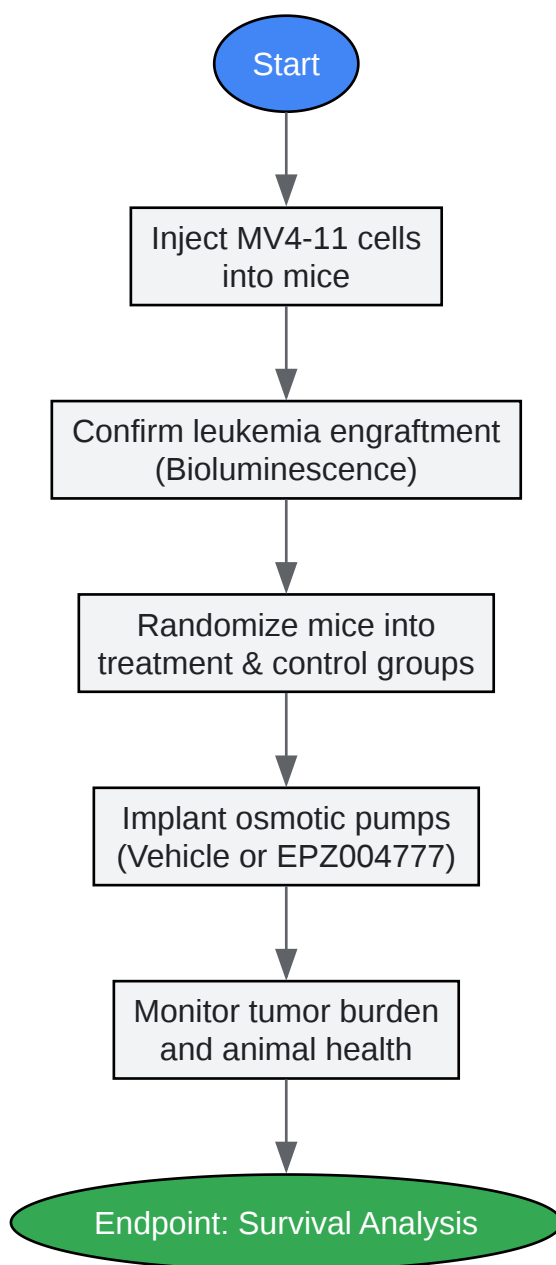 Start
Inject MV4-11 cells
into mice
Confirm leukemia engraftment
(Bioluminescence)
Randomize mice into
treatment & control groups
Implant osmotic pumps
(Vehicle or EPZ004777)
Monitor tumor burden
and animal health
Endpoint: Survival Analysis